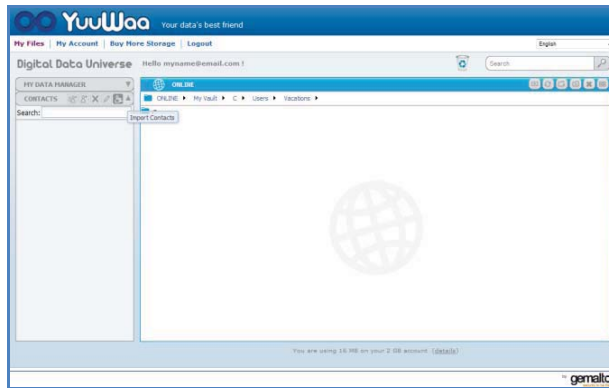 YuuWaa Your data's best friend
My Files | My Account | Buy More Storage | Logout
English
Digital Data Universe Hello myname@email.com !
Search
MY DATA MANAGER
ONLINE
CONTACTS
ONLINE My Vault C Users Vacations
Search:
Import Contacts
You are using 16 MB on your 2 GB account. (details)
gemalto